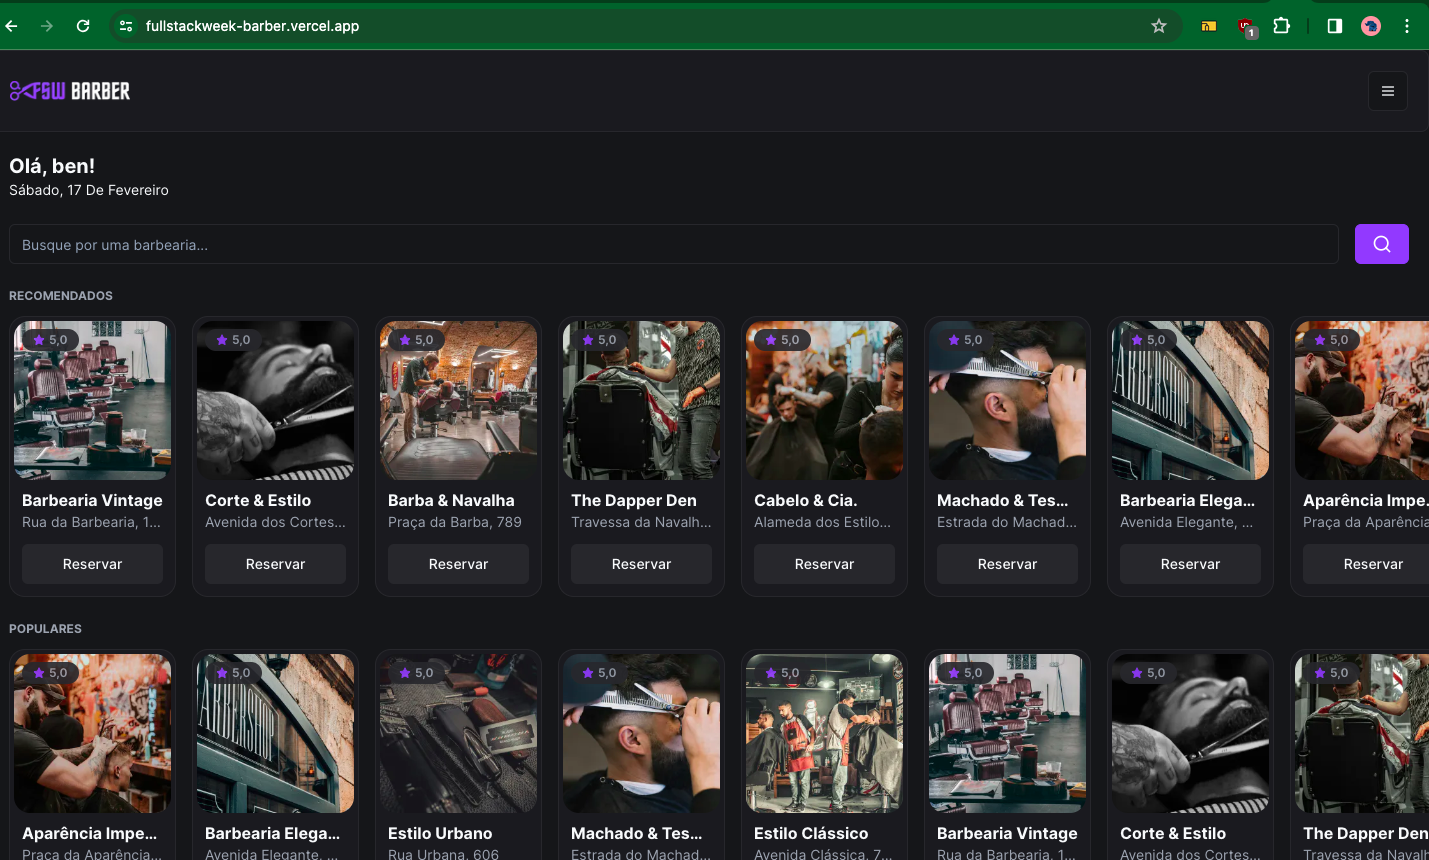 fullstackweek-barber.vercel.app
1
FSW BARBER
Olá, ben!
Sábado, 17 De Fevereiro
Busque por uma barbearia...
RECOMENDADOS
5,0 5,0 5,0 5,0 5,0 5,0 5,0 5,0
BARBERSHOP
Barbearia Vintage Corte & Estilo Barba & Navalha The Dapper Den Cabelo & Cia. Machado & Tes... Barbearia Elega... Aparência Impe.
Rua da Barbearia, 1... Avenida dos Cortes... Praça da Barba, 789 Travessa da Navalh... Alameda dos Estilo... Estrada do Machad... Avenida Elegante, ... Praça da Aparência
Reservar Reservar Reservar Reservar Reservar Reservar Reservar Reservar
POPULARES
5,0 5,0 5,0 5,0 5,0 5,0 5,0 5,0
BARBERSHOP
Aparência Impe... Barbearia Elega... Estilo Urbano Machado & Tes... Estilo Clássico Barbearia Vintage Corte & Estilo The Dapper Den
Praça da Aparência... Avenida Elegante, ... Rua Urbana, 606 Estrada do Machad... Avenida Clássica, 7... Rua da Barbearia, 1... Avenida dos Cortes... Travessa da Navalh